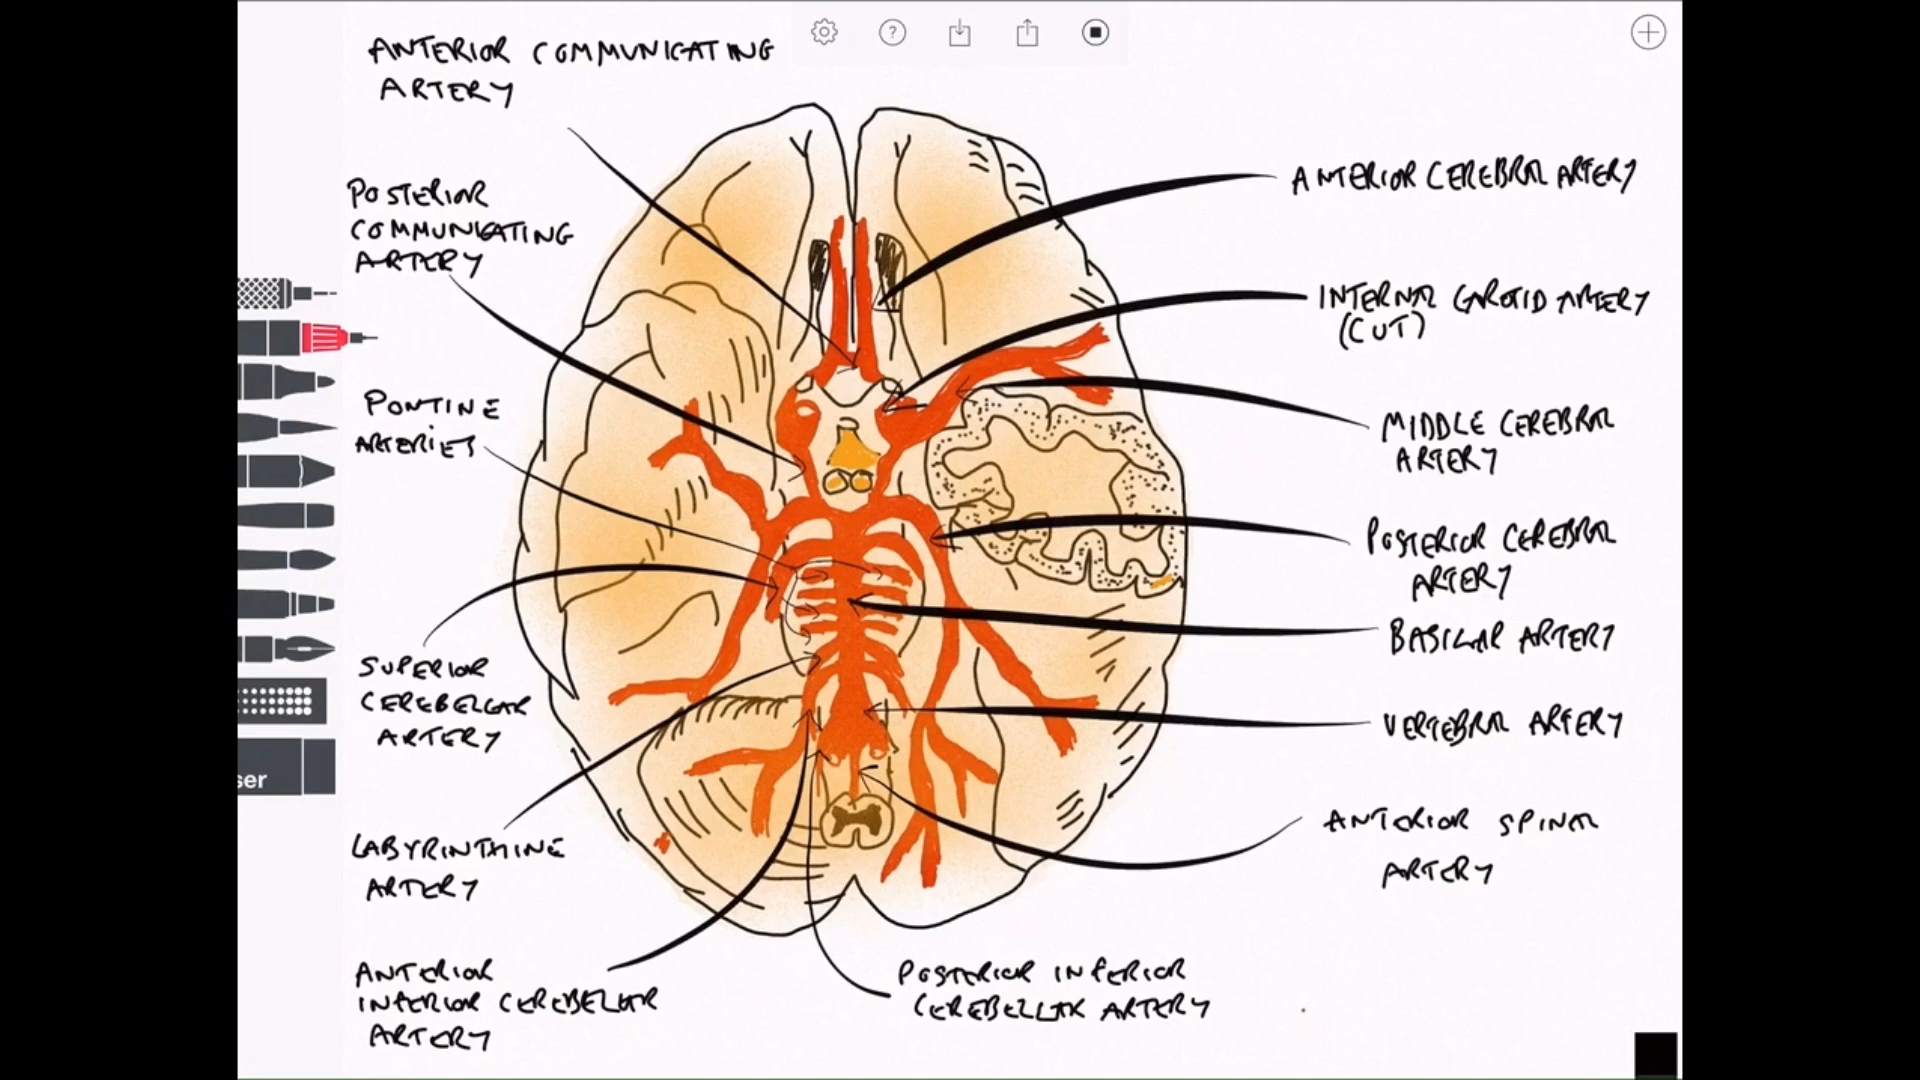 ANTERIOR COMMUNICATING
ARTERY
POSTERIOR
COMMUNICATING
ARTERY
PONTINE
ARTERIES
SUPERIOR
CEREBELLAR
ARTERY
LABYRINTHINE
ARTERY
ANTERIOR
INFERIOR CEREBELLAR
ARTERY
POSTERIOR INFERIOR
CEREBELLAR ARTERY
ANTERIOR CEREBRAL ARTERY
INTERNAL CAROTID ARTERY
(CUT)
MIDDLE CEREBRAL
ARTERY
POSTERIOR CEREBRAL
ARTERY
BASILAR ARTERY
VERTEBRAL ARTERY
ANTERIOR SPINAL
ARTERY
ser
?